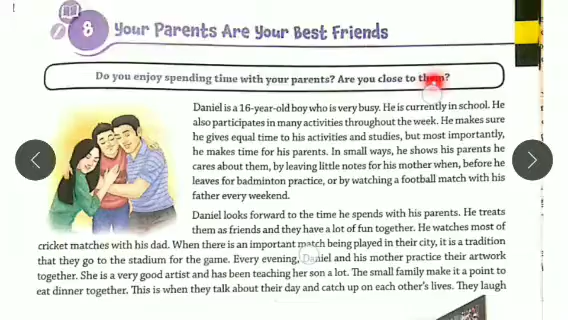 8 Your Parents Are Your Best Friends
Do you enjoy spending time with your parents? Are you close to them?
Daniel is a 16-year-old boy who is very busy. He is currently in school. He
also participates in many activities throughout the week. He makes sure
he gives equal time to his activities and studies, but most importantly,
he makes time for his parents. In small ways, he shows his parents he
cares about them, by leaving little notes for his mother when, before he
leaves for badminton practice, or by watching a football match with his
father every weekend.
Daniel looks forward to the time he spends with his parents. He treats
them as friends and they have a lot of fun together. He watches most of
cricket matches with his dad. When there is an important match being played in their city, it is a tradition
that they go to the stadium for the game. Every evening, Daniel and his mother practice their artwork
together. She is a very good artist and has been teaching her son a lot. The small family make it a point to
eat dinner together. This is when they talk about their day and catch up on each other's lives. They laugh